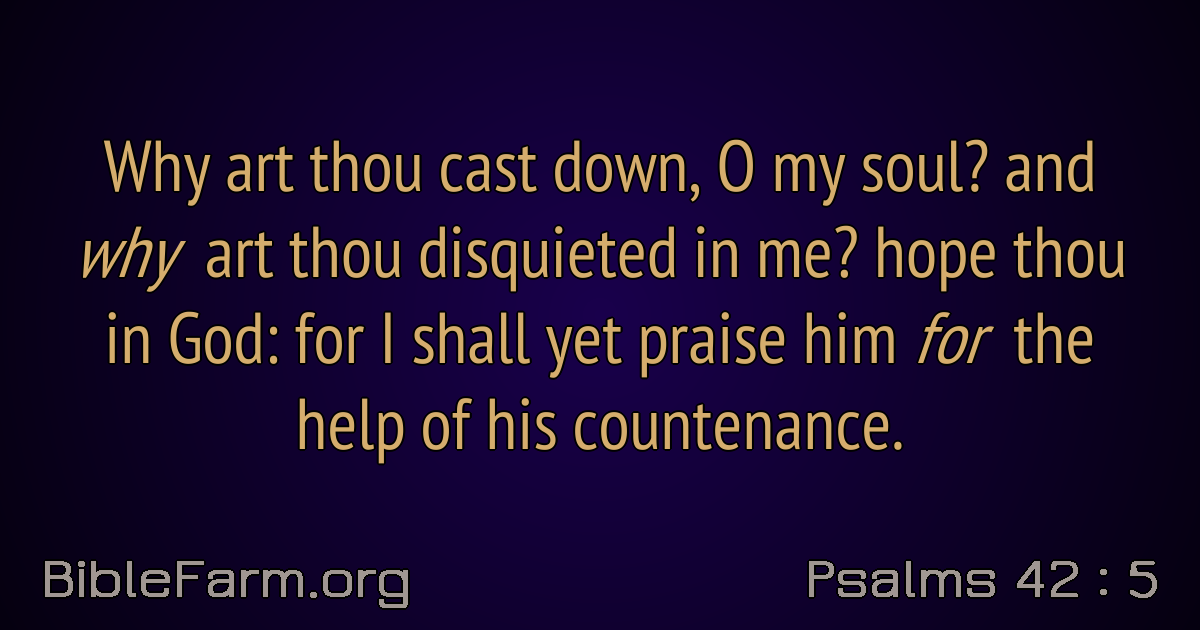 Why art thou cast down, O my soul? and
why art thou disquieted in me? hope thou
in God: for I shall yet praise him for the
help of his countenance.
BibleFarm.org
Psalms 42 : 5